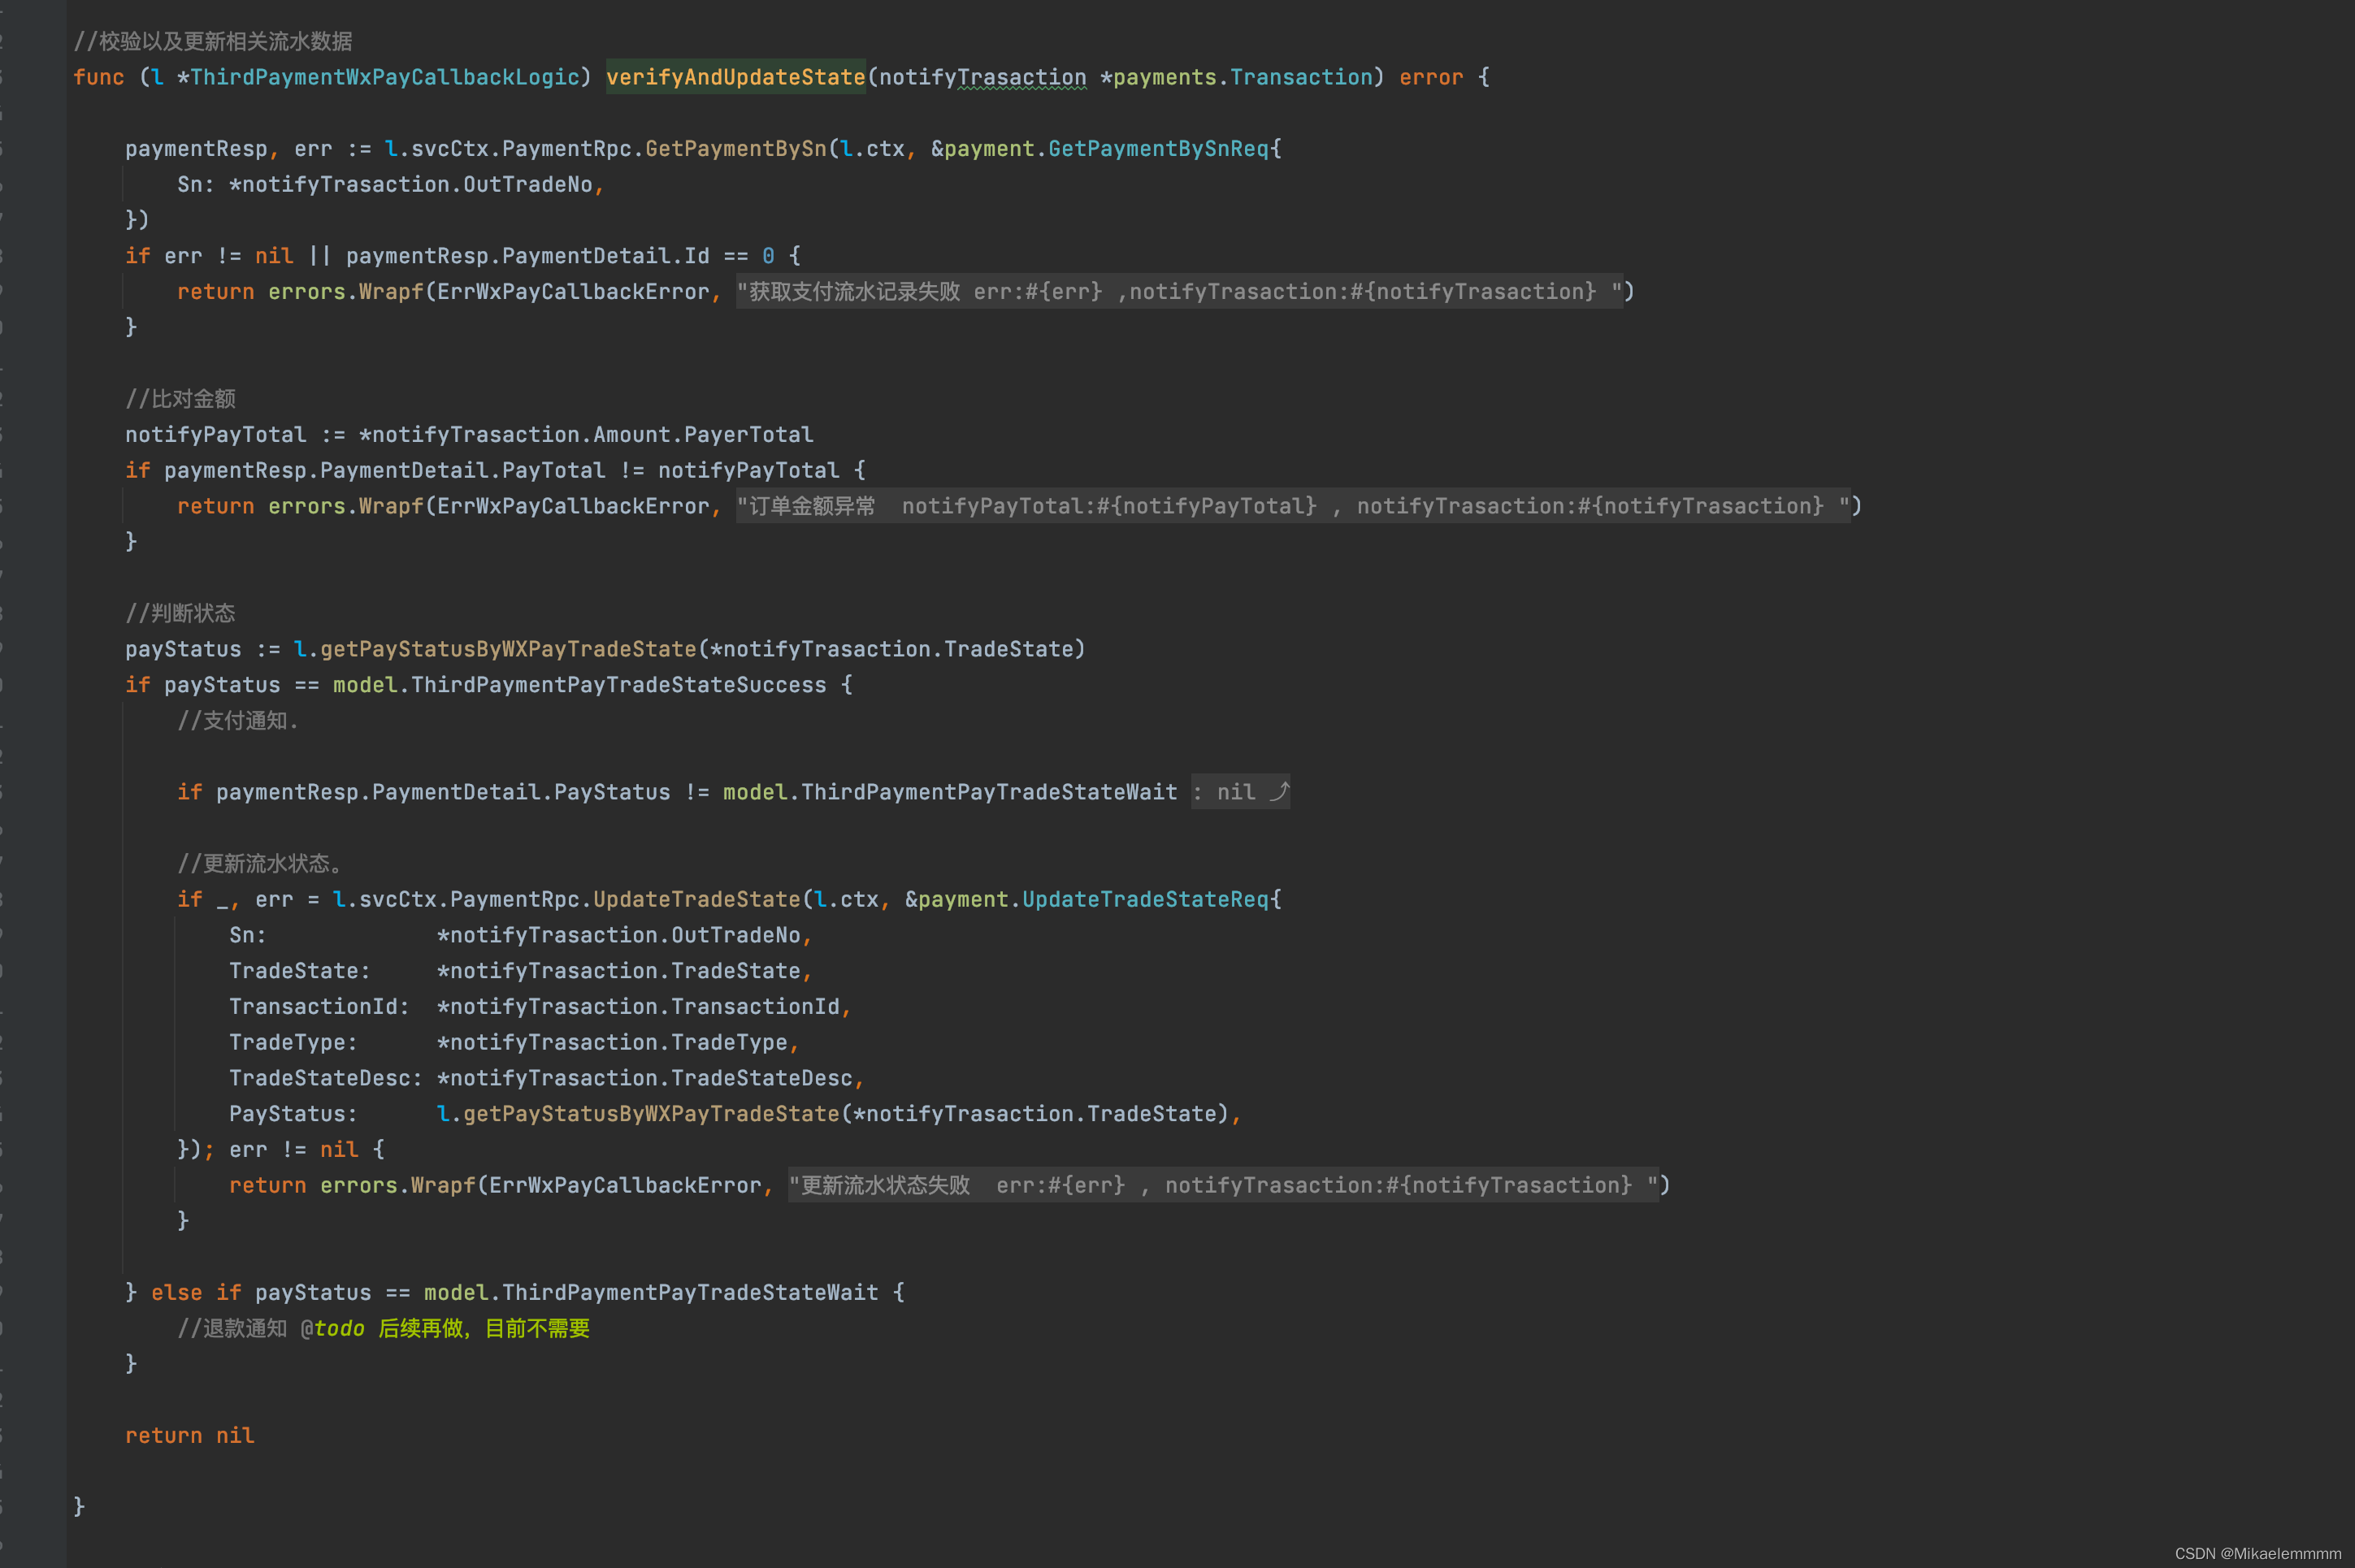 //校验以及更新相关流水数据
func (l *ThirdPaymentWxPayCallbackLogic) verifyAndUpdateState(notifyTrasaction *payments.Transaction) error {
paymentResp, err := l.svcCtx.PaymentRpc.GetPaymentBySn(l.ctx, &payment.GetPaymentBySnReq{
Sn: *notifyTrasaction.OutTradeNo,
})
if err != nil || paymentResp.PaymentDetail.Id == 0 {
return errors.Wrapf(ErrWxPayCallbackError, "获取支付流水记录失败 err:#{err} ,notifyTrasaction:#{notifyTrasaction} ")
}
//比对金额
notifyPayTotal := *notifyTrasaction.Amount.PayerTotal
if paymentResp.PaymentDetail.PayTotal != notifyPayTotal {
return errors.Wrapf(ErrWxPayCallbackError, "订单金额异常  notifyPayTotal:#{notifyPayTotal} , notifyTrasaction:#{notifyTrasaction} ")
}
//判断状态
payStatus := l.getPayStatusByWXPayTradeState(*notifyTrasaction.TradeState)
if payStatus == model.ThirdPaymentPayTradeStateSuccess {
//支付通知.
if paymentResp.PaymentDetail.PayStatus != model.ThirdPaymentPayTradeStateWait : nil ⤴
//更新流水状态。
if _, err = l.svcCtx.PaymentRpc.UpdateTradeState(l.ctx, &payment.UpdateTradeStateReq{
Sn:             *notifyTrasaction.OutTradeNo,
TradeState:     *notifyTrasaction.TradeState,
TransactionId:  *notifyTrasaction.TransactionId,
TradeType:      *notifyTrasaction.TradeType,
TradeStateDesc: *notifyTrasaction.TradeStateDesc,
PayStatus:      l.getPayStatusByWXPayTradeState(*notifyTrasaction.TradeState),
}); err != nil {
return errors.Wrapf(ErrWxPayCallbackError, "更新流水状态失败  err:#{err} , notifyTrasaction:#{notifyTrasaction} ")
}
} else if payStatus == model.ThirdPaymentPayTradeStateWait {
//退款通知 @todo 后续再做，目前不需要
}
return nil
}
CSDN @Mikaelemmmm